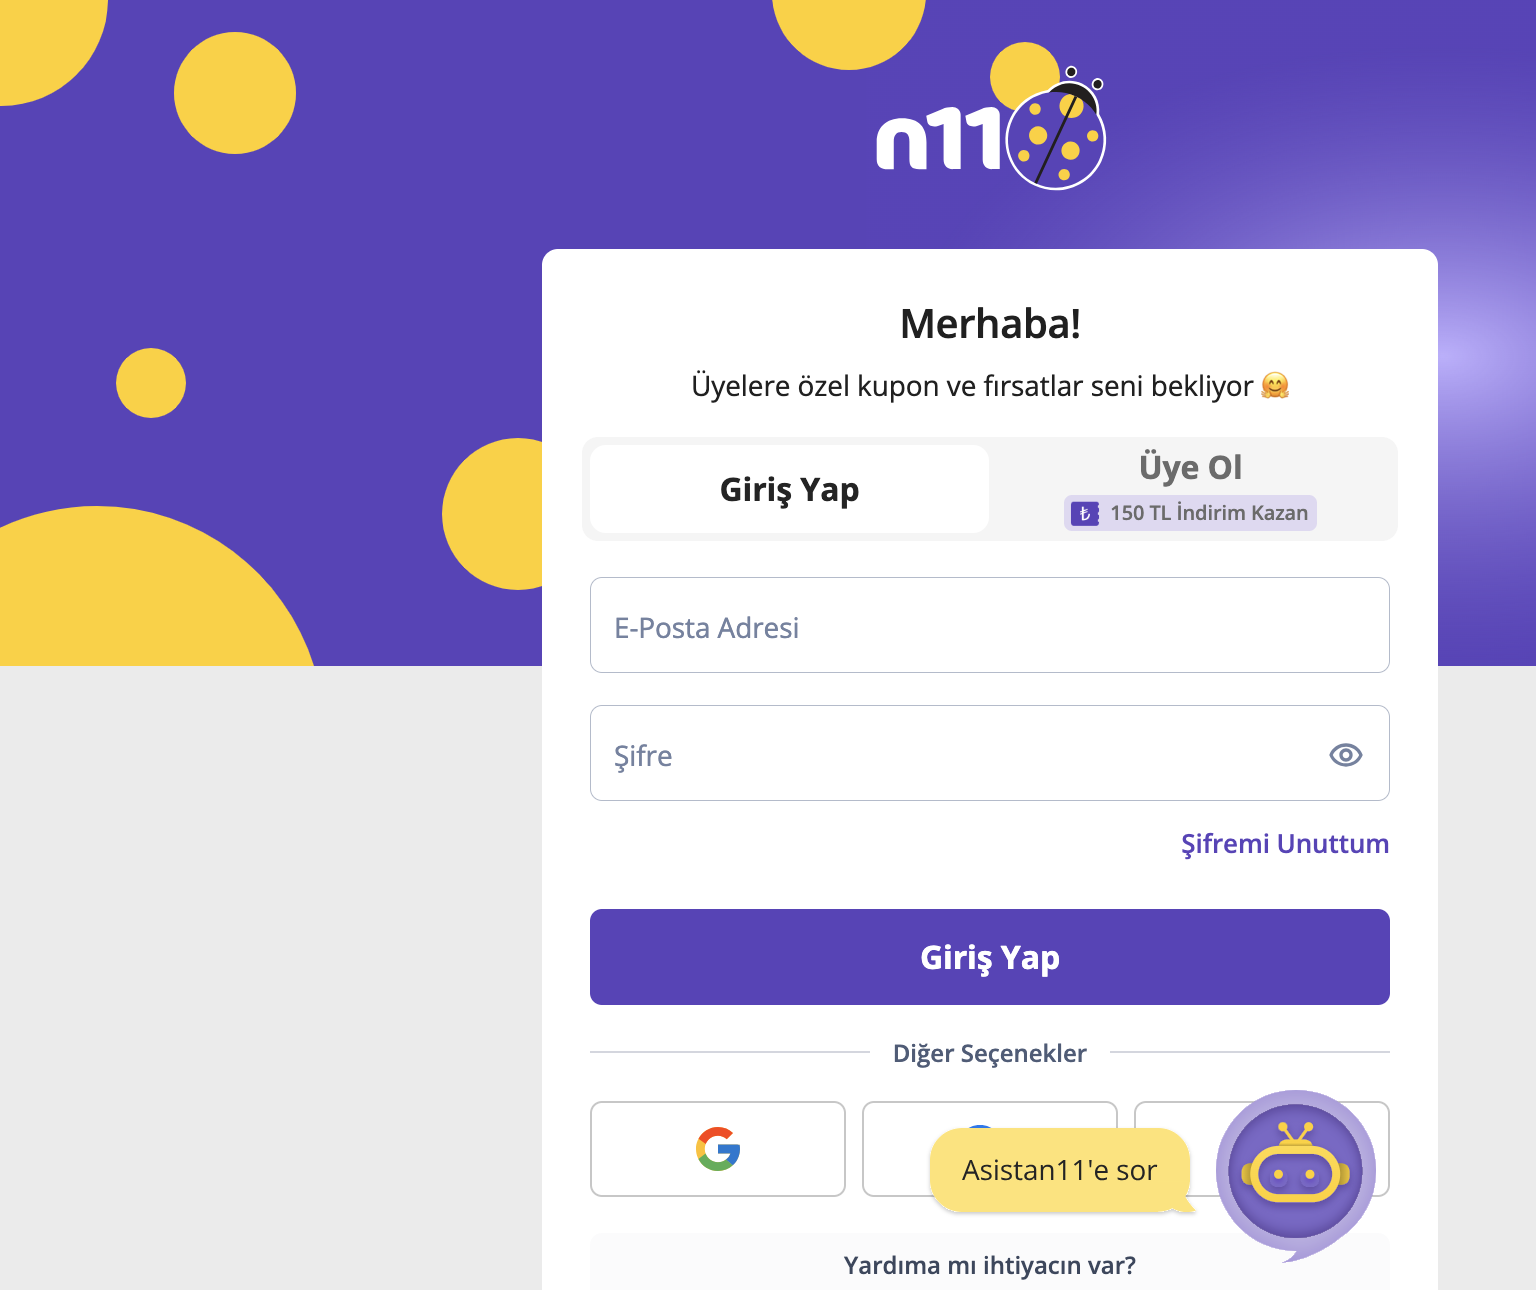 n11
Merhaba!
Üyelere özel kupon ve fırsatlar seni bekliyor 🤗
Giriş Yap
Üye Ol
₺ 150 TL İndirim Kazan
E-Posta Adresi
Şifre
Şifremi Unuttum
Giriş Yap
Diğer Seçenekler
Asistan11'e sor
Yardıma mı ihtiyacın var?